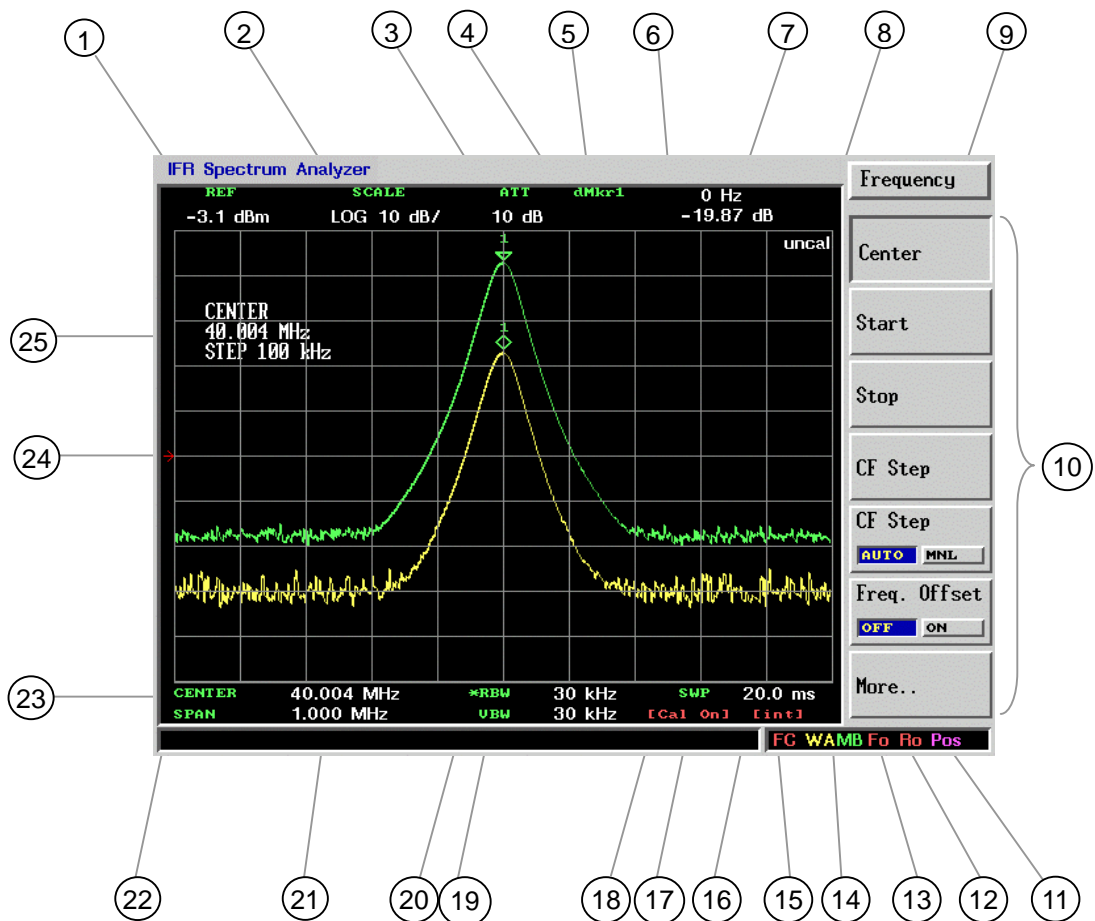 1 2 3 4 5 6 7 8 9
IFR Spectrum Analyzer
REF SCALE ATT dMkr1 0 Hz
-3.1 dBm LOG 10 dB/ 10 dB -19.87 dB
1
uncal
CENTER
40.004 MHz
STEP 100 kHz
1
CENTER 40.004 MHz *RBW 30 kHz SWP 20.0 ms
SPAN 1.000 MHz VBW 30 kHz [Cal On] [int]
FC WAMB Fo Ro Pos
Frequency
Center
Start
Stop
CF Step
CF Step
AUTO MNL
Freq. Offset
OFF ON
More..
10
25
24
23
22 21 20 19 18 17 16 15 14 13 12 11